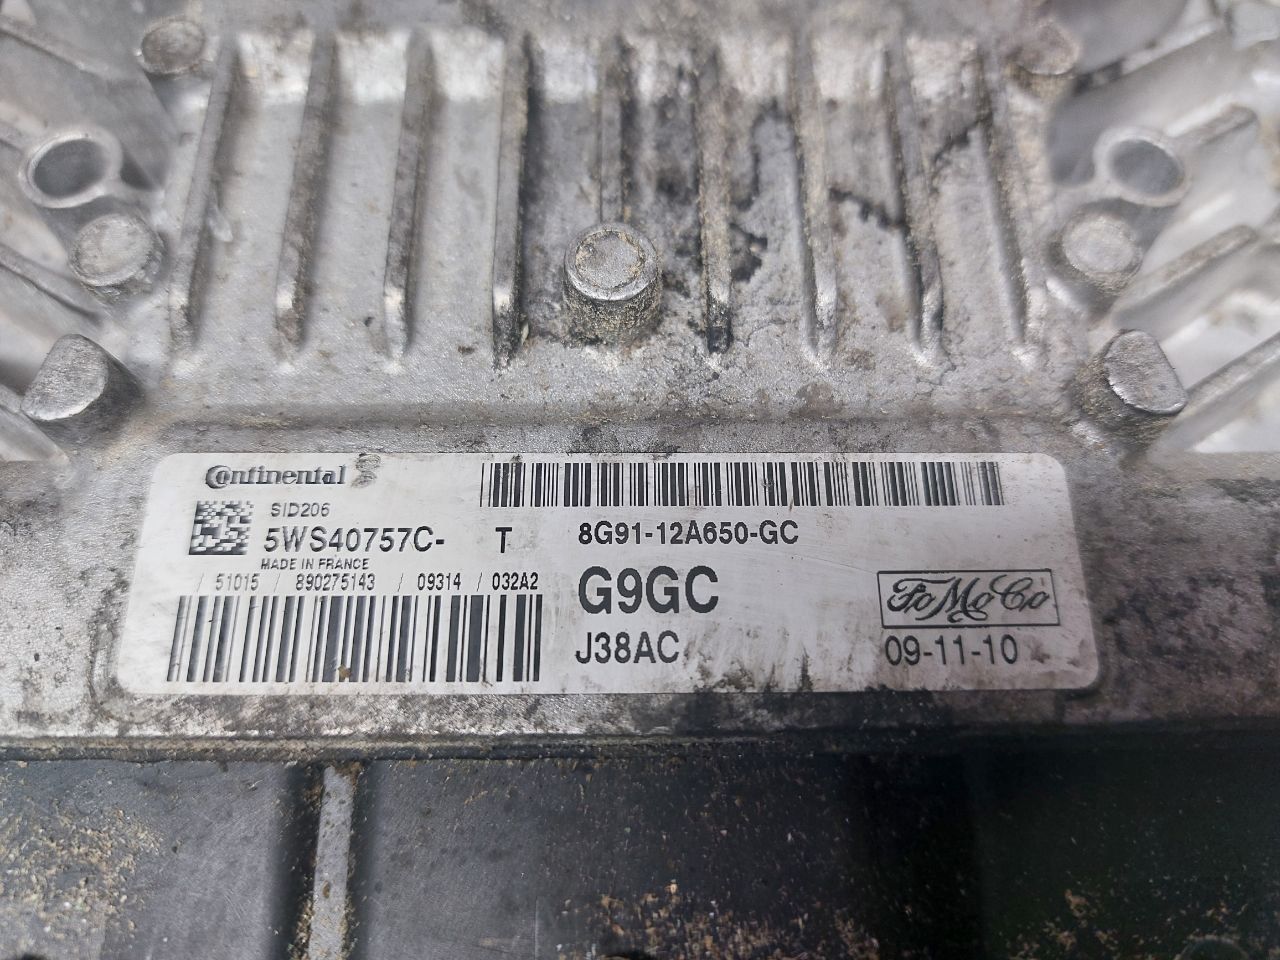 Continental
SID206
5WS40757C- T
MADE IN FRANCE
/ 51015 / 890275143 / 09314 / 032A2
8G91-12A650-GC
G9GC
J38AC
FoMoCo
09-11-10